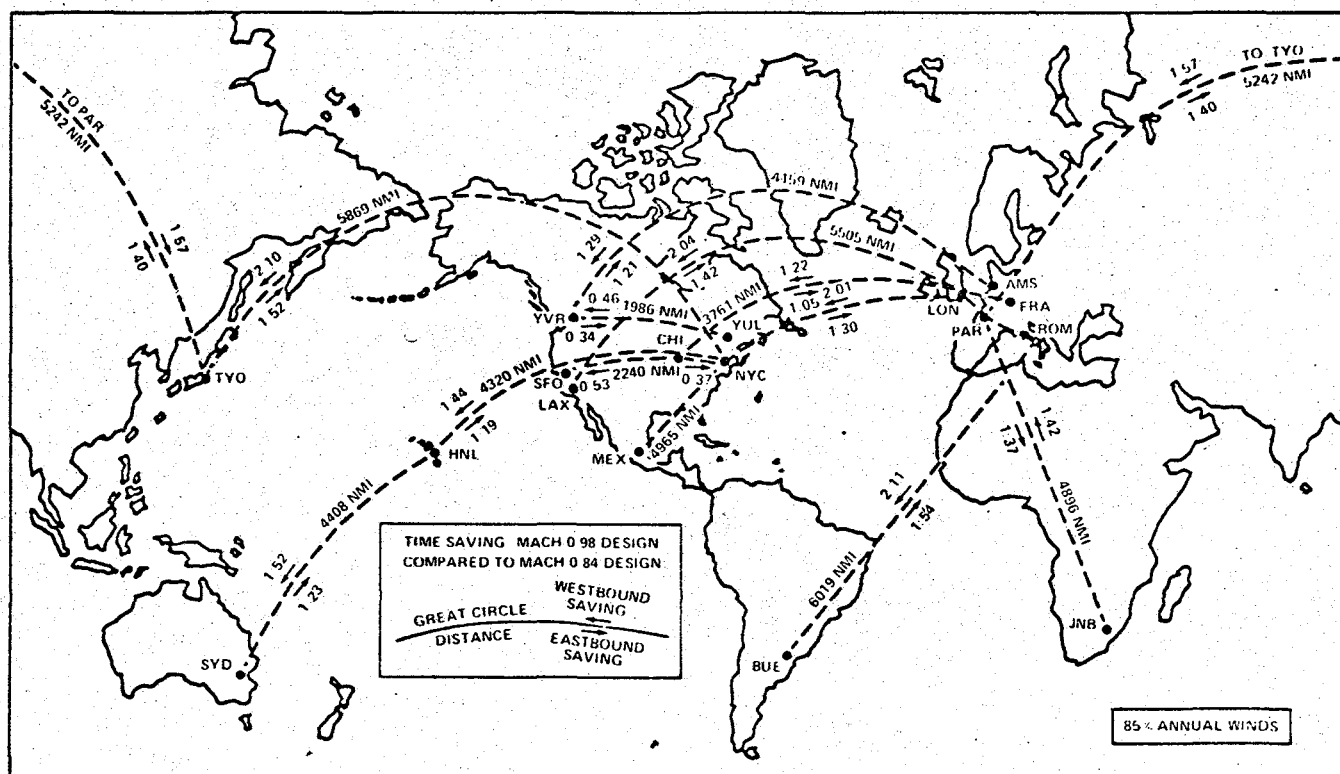 TO PAR
5242 NMI
1 57
1 40
5869 NMI
2 10
1 52
TYO
4459 NMI
5505 NMI
1 29
1 21
2 04
1 42
1 22
3761 NMI
1.05
2.01
1 30
0 46
1986 NMI
0 34
YVR
YUL
CHI
NYC
SFO
LAX
0 53
2240 NMI
0 37
4320 NMI
1 44
1 19
HNL
MEX
4965 NMI
1 57
TO TYO
5242 NMI
1 40
AMS
LON
FRA
PAR
ROM
1 42
1 37
4896 NMI
JNB
2 11
1 54
6019 NMI
BUE
4408 NMI
1 52
1 23
SYD
TIME SAVING MACH 0 98 DESIGN
COMPARED TO MACH 0 84 DESIGN
WESTBOUND
SAVING
GREAT CIRCLE
DISTANCE
EASTBOUND
SAVING
85% ANNUAL WINDS